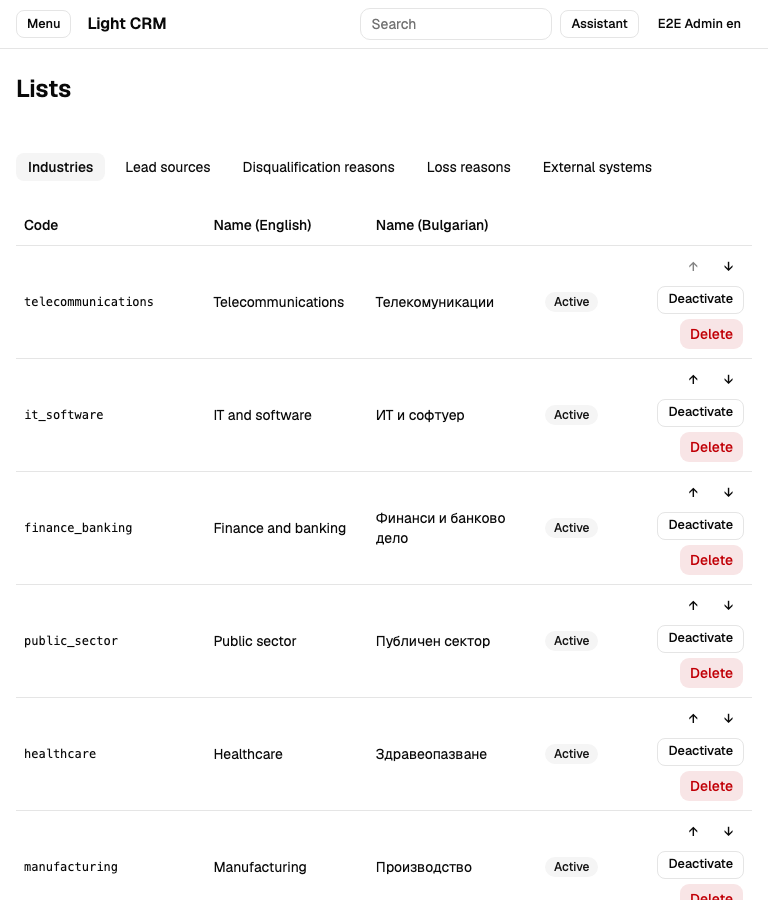 Menu Light CRM Search Assistant E2E Admin en
Lists
Industries Lead sources Disqualification reasons Loss reasons External systems
Code Name (English) Name (Bulgarian)
↑ ↓
telecommunications Telecommunications Телекомуникации Active Deactivate
Delete
↑ ↓
it_software IT and software ИТ и софтуер Active Deactivate
Delete
↑ ↓
finance_banking Finance and banking Финанси и банково дело Active Deactivate
Delete
↑ ↓
public_sector Public sector Публичен сектор Active Deactivate
Delete
↑ ↓
healthcare Healthcare Здравеопазване Active Deactivate
Delete
↑ ↓
manufacturing Manufacturing Производство Active Deactivate
Delete